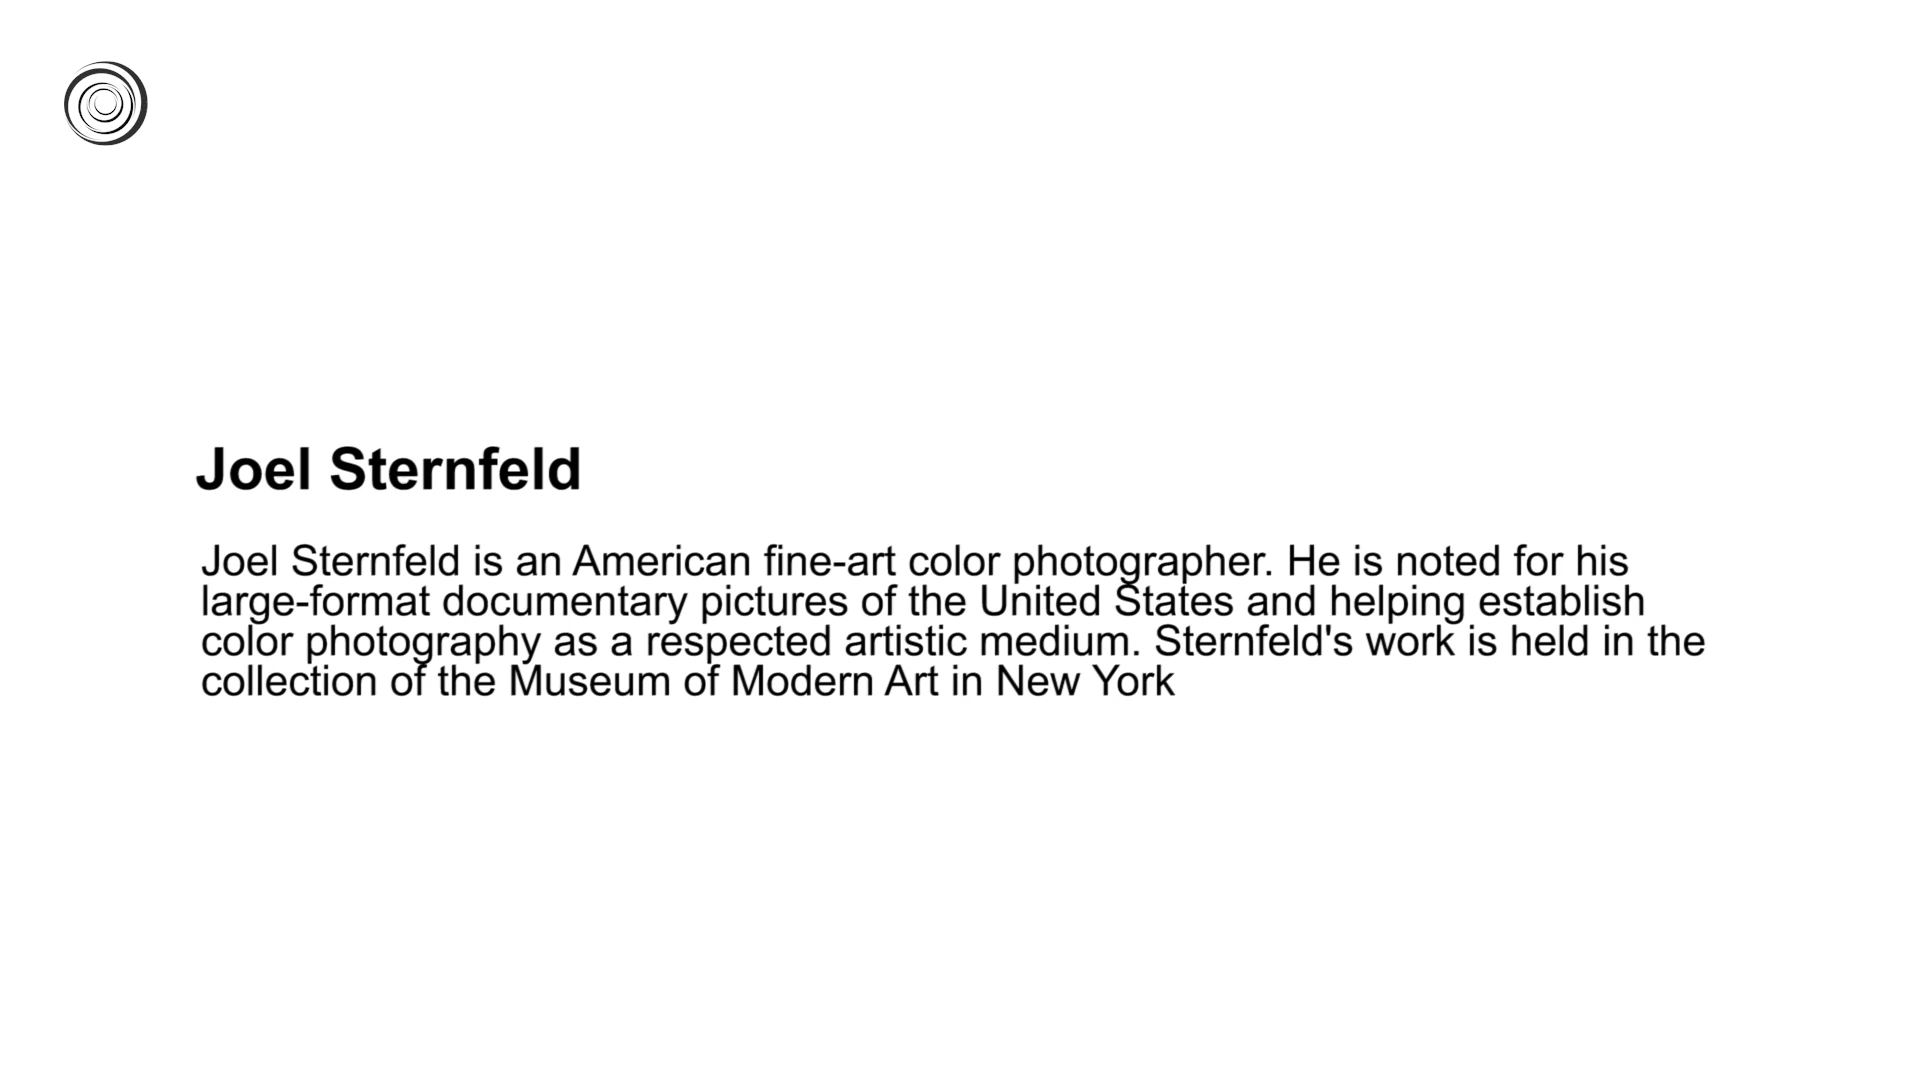 Joel Sternfeld
Joel Sternfeld is an American fine-art color photographer. He is noted for his
large-format documentary pictures of the United States and helping establish
color photography as a respected artistic medium. Sternfeld's work is held in the
collection of the Museum of Modern Art in New York